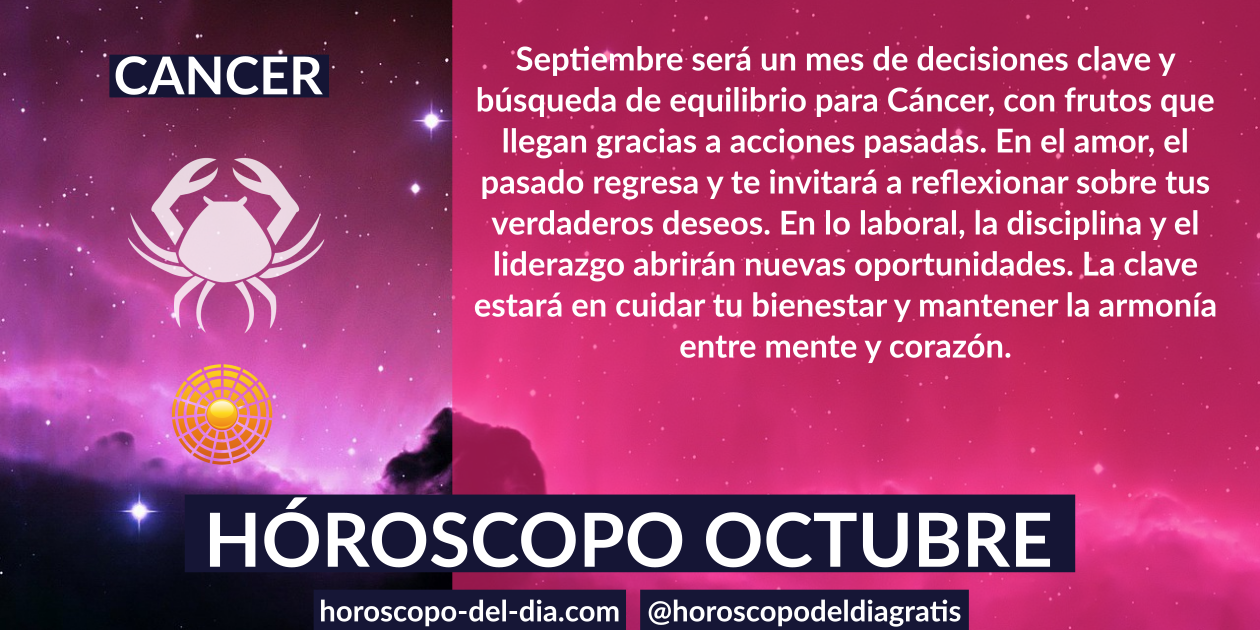 CANCER
Septiembre será un mes de decisiones clave y
búsqueda de equilibrio para Cáncer, con frutos que
llegan gracias a acciones pasadas. En el amor, el
pasado regresa y te invitará a reflexionar sobre tus
verdaderos deseos. En lo laboral, la disciplina y el
liderazgo abrirán nuevas oportunidades. La clave
estará en cuidar tu bienestar y mantener la armonía
entre mente y corazón.
HÓROSCOPO OCTUBRE
horoscopo-del-dia.com
@horoscopodeldiagratis